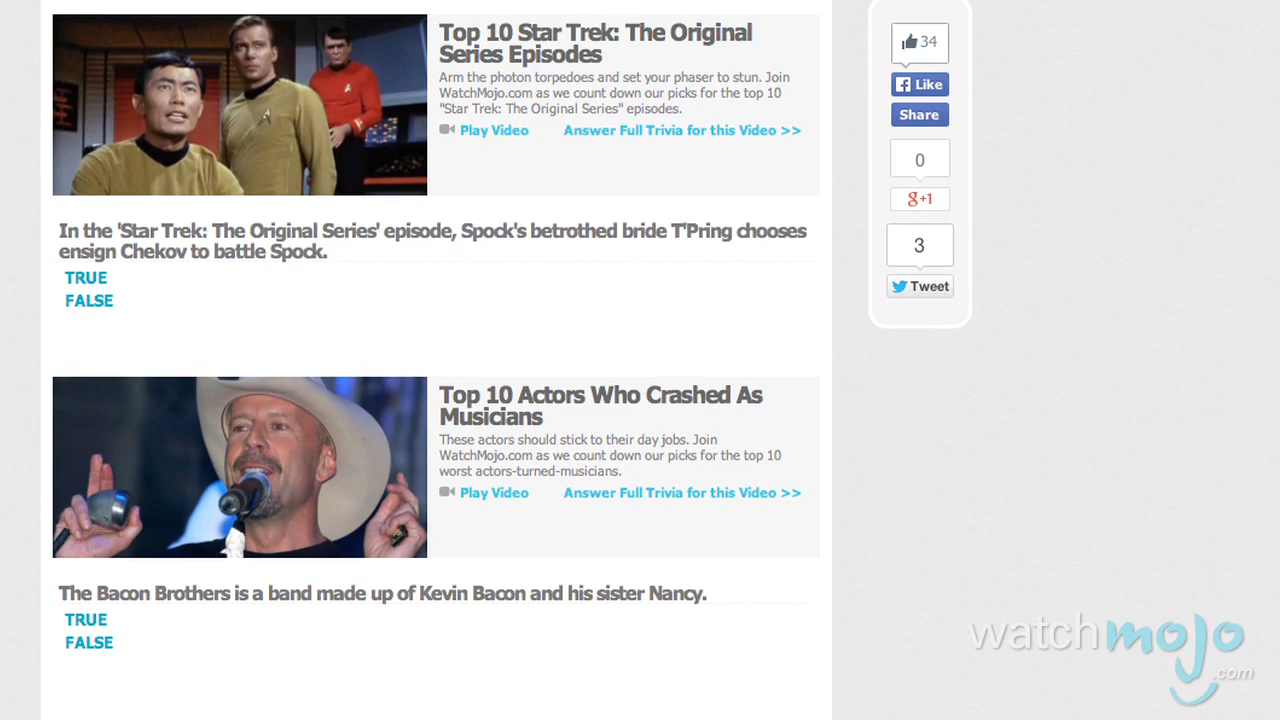 Top 10 Star Trek: The Original
Series Episodes
Arm the photon torpedoes and set your phaser to stun. Join
WatchMojo.com as we count down our picks for the top 10
"Star Trek: The Original Series" episodes.
Play Video Answer Full Trivia for this Video >>
In the 'Star Trek: The Original Series' episode, Spock's betrothed bride T'Pring chooses
ensign Chekov to battle Spock.
TRUE
FALSE
Top 10 Actors Who Crashed As
Musicians
These actors should stick to their day jobs. Join
WatchMojo.com as we count down our picks for the top 10
worst actors-turned-musicians.
Play Video Answer Full Trivia for this Video >>
The Bacon Brothers is a band made up of Kevin Bacon and his sister Nancy.
TRUE
FALSE
34
Like
Share
0
g+1
3
Tweet
watchmojo
.com